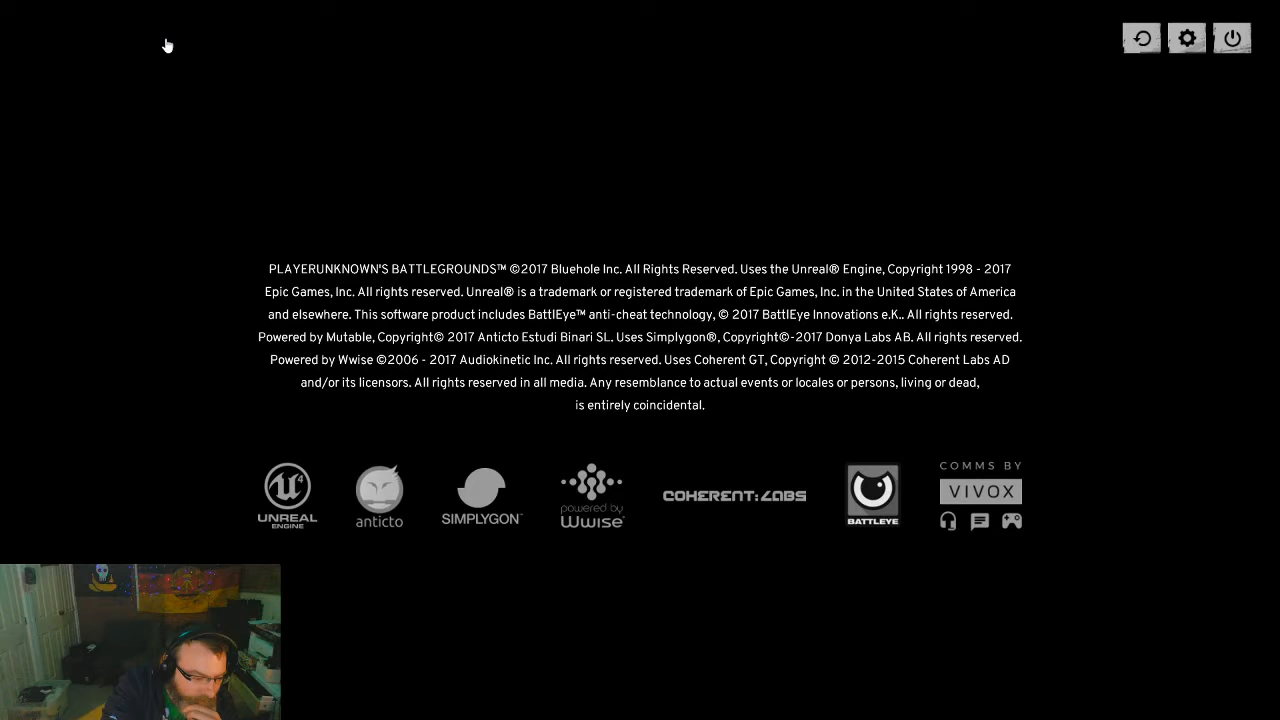 PLAYERUNKNOWN'S BATTLEGROUNDS™ ©2017 Bluehole Inc. All Rights Reserved. Uses the Unreal® Engine, Copyright 1998 - 2017
Epic Games, Inc. All rights reserved. Unreal® is a trademark or registered trademark of Epic Games, Inc. in the United States of America
and elsewhere. This software product includes BattlEye™ anti-cheat technology, © 2017 BattlEye Innovations e.K.. All rights reserved.
Powered by Mutable, Copyright© 2017 Anticto Estudi Binari SL. Uses Simplygon®, Copyright©-2017 Donya Labs AB. All rights reserved.
Powered by Wwise ©2006 - 2017 Audiokinetic Inc. All rights reserved. Uses Coherent GT, Copyright © 2012-2015 Coherent Labs AD
and/or its licensors. All rights reserved in all media. Any resemblance to actual events or locales or persons, living or dead,
is entirely coincidental.
4
UNREAL
ENGINE
anticto
SIMPLYGON™
powered by
Wwise
COHERENT:LABS
BATTLEYE
COMMS BY
VIVOX